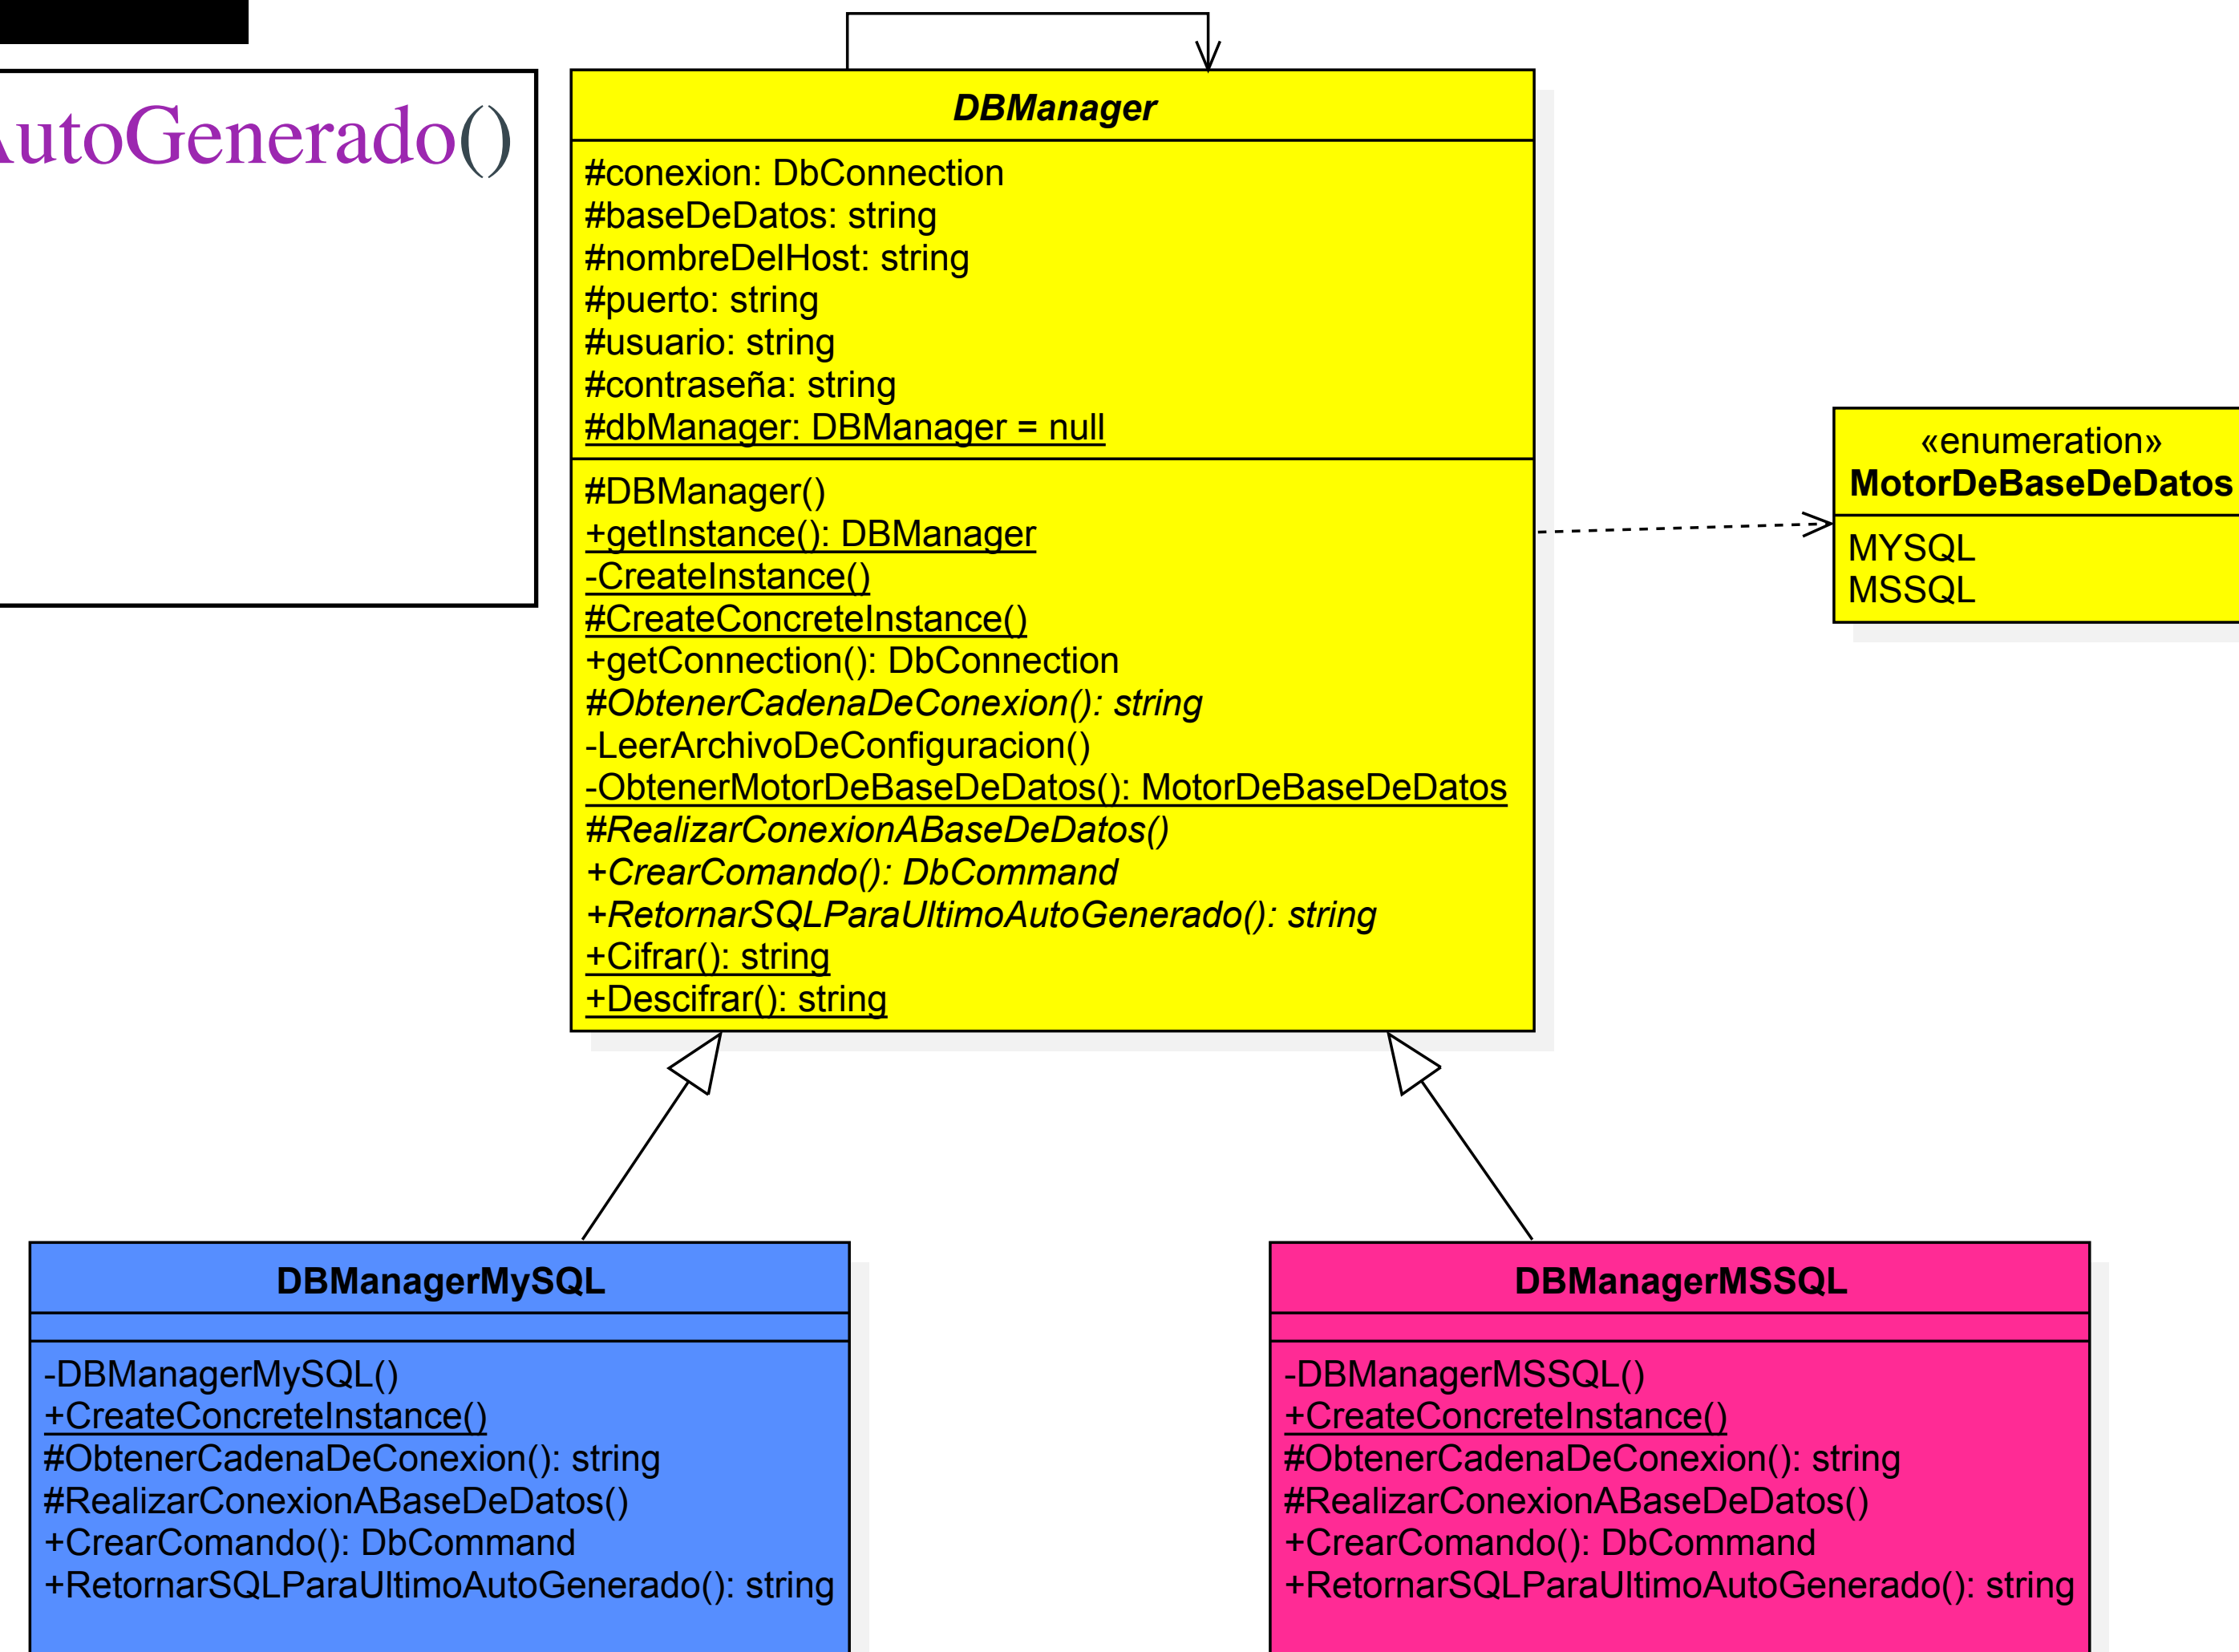 utoGenerado()
DBManager
#conexion: DbConnection
#baseDeDatos: string
#nombreDelHost: string
#puerto: string
#usuario: string
#contraseña: string
#dbManager: DBManager = null
#DBManager()
+getInstance(): DBManager
-CreateInstance()
#CreateConcreteInstance()
+getConnection(): DbConnection
#ObtenerCadenaDeConexion(): string
-LeerArchivoDeConfiguracion()
-ObtenerMotorDeBaseDeDatos(): MotorDeBaseDeDatos
#RealizarConexionABaseDeDatos()
+CrearComando(): DbCommand
+RetornarSQLParaUltimoAutoGenerado(): string
+Cifrar(): string
+Descifrar(): string
«enumeration»
MotorDeBaseDeDatos
MYSQL
MSSQL
DBManagerMySQL
-DBManagerMySQL()
+CreateConcreteInstance()
#ObtenerCadenaDeConexion(): string
#RealizarConexionABaseDeDatos()
+CrearComando(): DbCommand
+RetornarSQLParaUltimoAutoGenerado(): string
DBManagerMSSQL
-DBManagerMSSQL()
+CreateConcreteInstance()
#ObtenerCadenaDeConexion(): string
#RealizarConexionABaseDeDatos()
+CrearComando(): DbCommand
+RetornarSQLParaUltimoAutoGenerado(): string